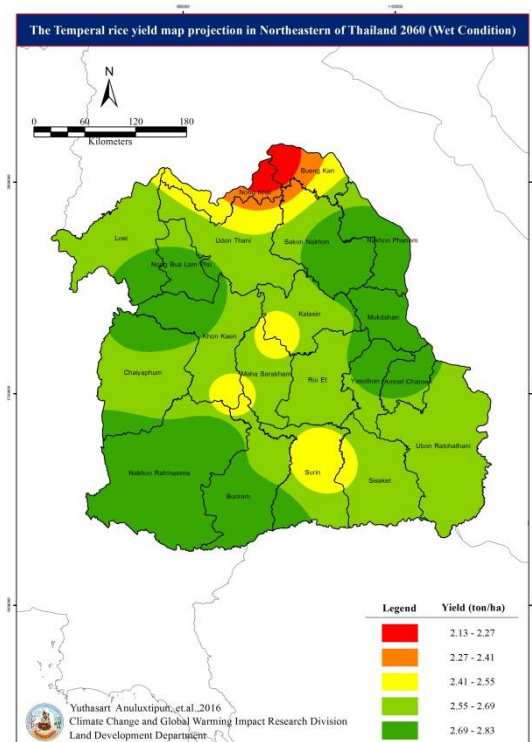 The Temperal rice yield map projection in Northeastern of Thailand 2060 (Wet Condition)
N
0 20 60 120 180
Kilometers
Bueng Kan
Nong Khai
Loei
Udon Thani
Sakon Nakhon
Nakhon Phanom
Nong Bua Lam Phu
Kalasin
Mukdahan
Khon Kaen
Chaiyaphum
Maha Sarakham
Roi Et
Yasothon
Amnat Charoen
Ubon Ratchathani
Nakhon Ratchasima
Buriram
Surin
Sisaket
Legend Yield (ton/ha)
2.13 - 2.27
2.27 - 2.41
2.41 - 2.55
2.55 - 2.69
2.69 - 2.83
Yuthasart Anuluxtipun, et.al.,2016
Climate Change and Global Warming Impact Research Division
Land Development Department